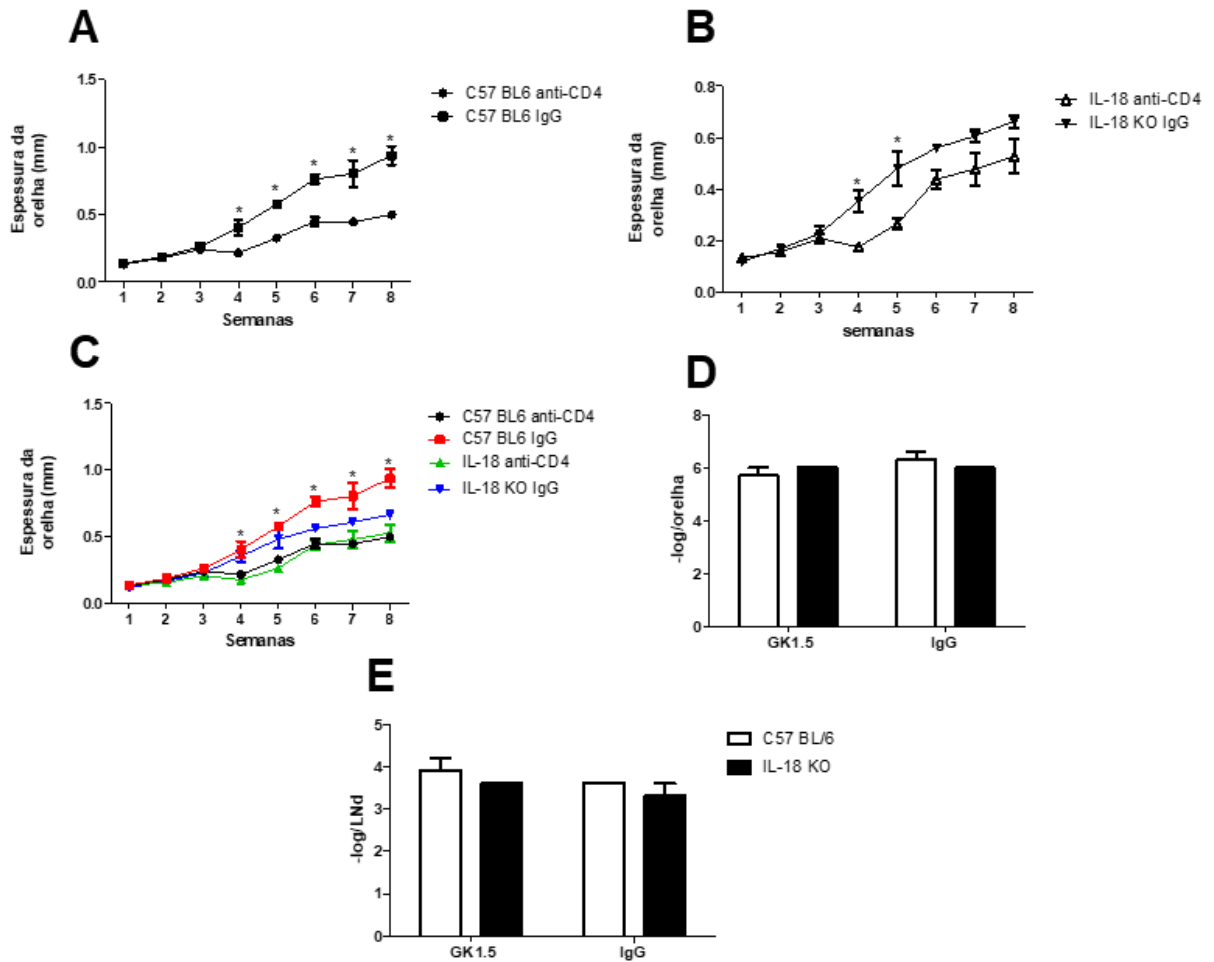 A
Espessura da
orelha (mm)
1.5
1.0
0.5
0.0
* * * * *
1 2 3 4 5 6 7 8
Semanas
C57 BL6 anti-CD4
C57 BL6 IgG
B
Espessura da
orelha (mm)
0.8
0.6
0.4
0.2
0.0
* *
1 2 3 4 5 6 7 8
semanas
IL-18 anti-CD4
IL-18 KO IgG
C
Espessura da
orelha (mm)
1.5
1.0
0.5
0.0
* * * * *
1 2 3 4 5 6 7 8
Semanas
C57 BL6 anti-CD4
C57 BL6 IgG
IL-18 anti-CD4
IL-18 KO IgG
D
-log/orelha
8
6
4
2
0
GK1.5 IgG
E
-log/LNd
5
4
3
2
1
0
GK1.5 IgG
C57 BL/6
IL-18 KO